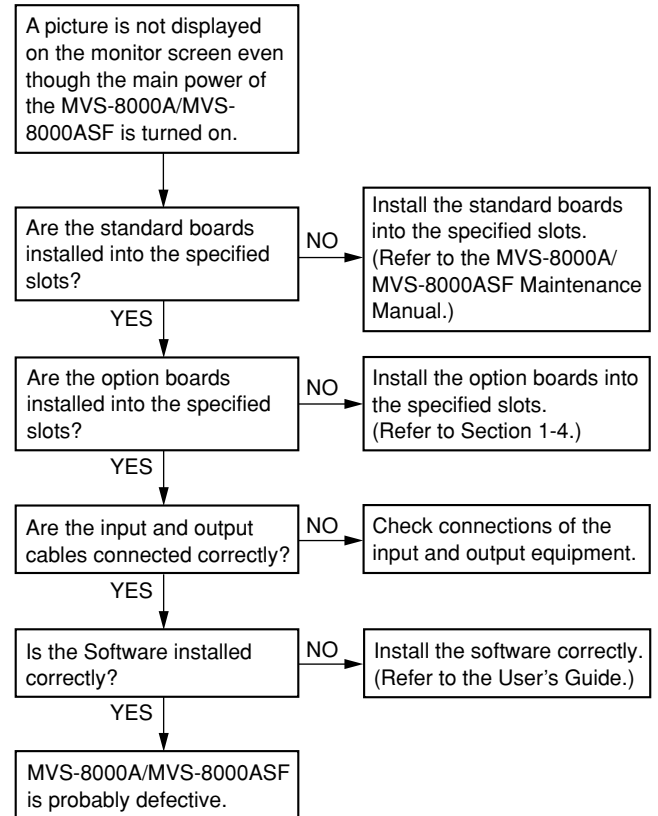 A picture is not displayed
on the monitor screen even
though the main power of
the MVS-8000A/MVS-
8000ASF is turned on.
Are the standard boards
installed into the specified
slots?
NO
Install the standard boards
into the specified slots.
(Refer to the MVS-8000A/
MVS-8000ASF Maintenance
Manual.)
YES
Are the option boards
installed into the specified
slots?
NO
Install the option boards into
the specified slots.
(Refer to Section 1-4.)
YES
Are the input and output
cables connected correctly?
NO
Check connections of the
input and output equipment.
YES
Is the Software installed
correctly?
NO
Install the software correctly.
(Refer to the User's Guide.)
YES
MVS-8000A/MVS-8000ASF
is probably defective.